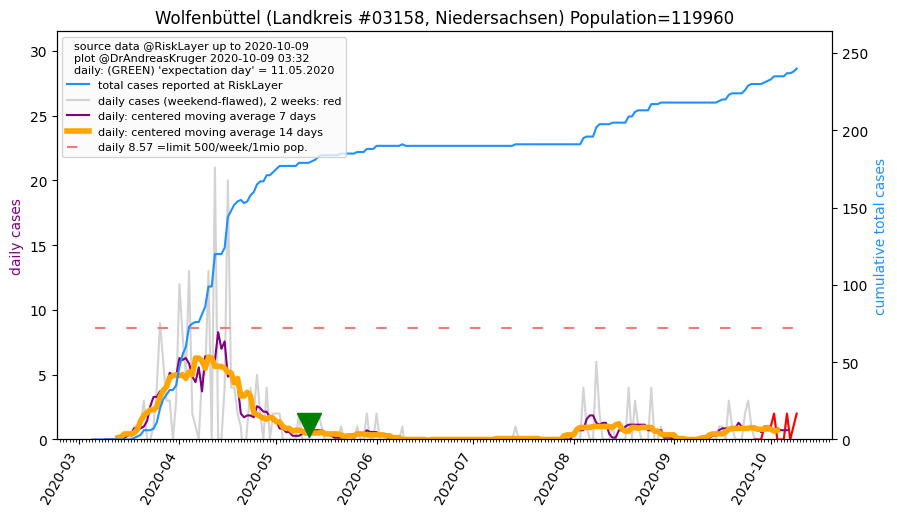 Wolfenbüttel (Landkreis #03158, Niedersachsen) Population=119960
source data @RiskLayer up to 2020-10-09
plot @DrAndreasKruger 2020-10-09 03:32
daily: (GREEN) 'expectation day' = 11.05.2020
total cases reported at RiskLayer
daily cases (weekend-flawed), 2 weeks: red
daily: centered moving average 7 days
daily: centered moving average 14 days
daily 8.57 =limit 500/week/1mio pop.
daily cases
30
25
20
15
10
5
0
cumulative total cases
250
200
150
100
50
0
2020-03
2020-04
2020-05
2020-06
2020-07
2020-08
2020-09
2020-10